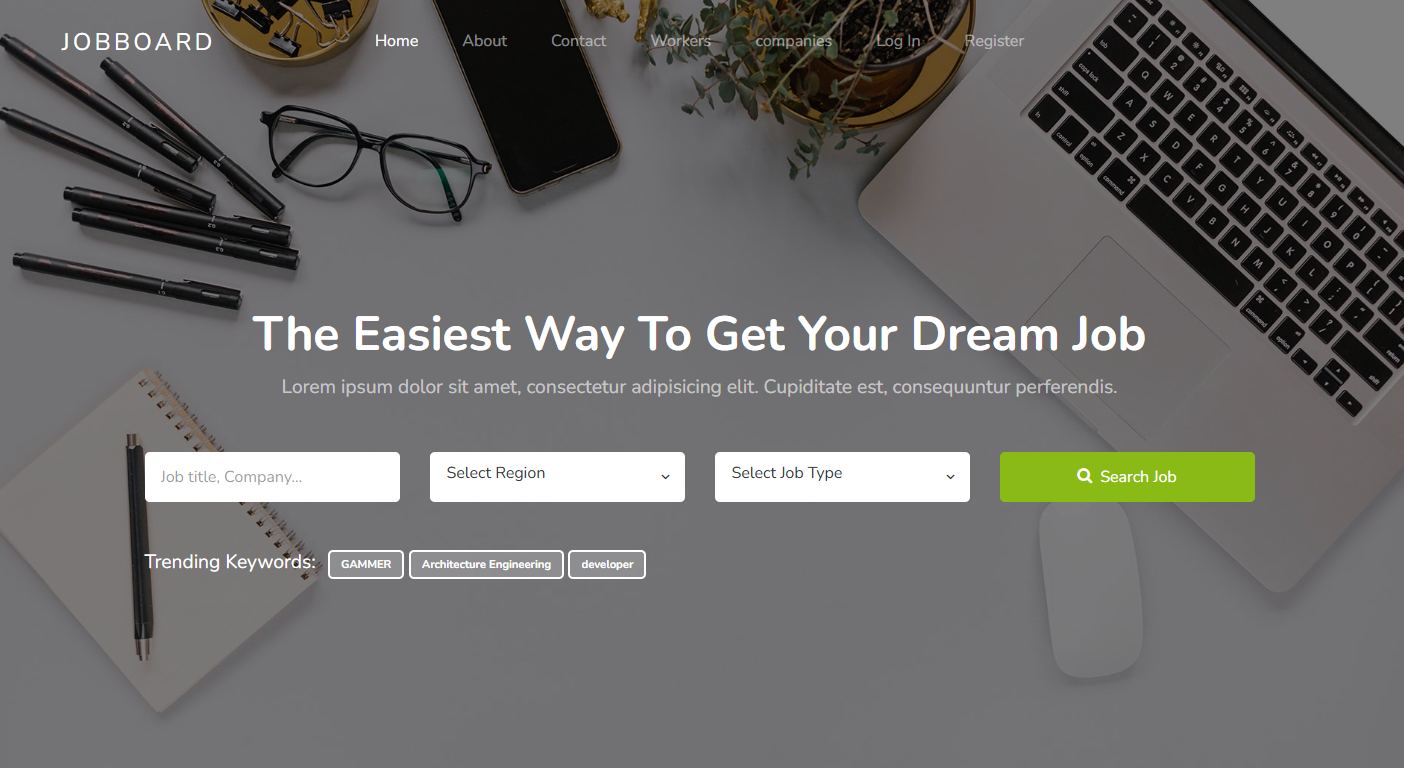 JOBBOARD Home About Contact Workers companies Log In Register
The Easiest Way To Get Your Dream Job
Lorem ipsum dolor sit amet, consectetur adipisicing elit. Cupiditate est, consequuntur perferendis.
Job title, Company... Select Region Select Job Type Search Job
Trending Keywords: GAMMER Architecture Engineering developer